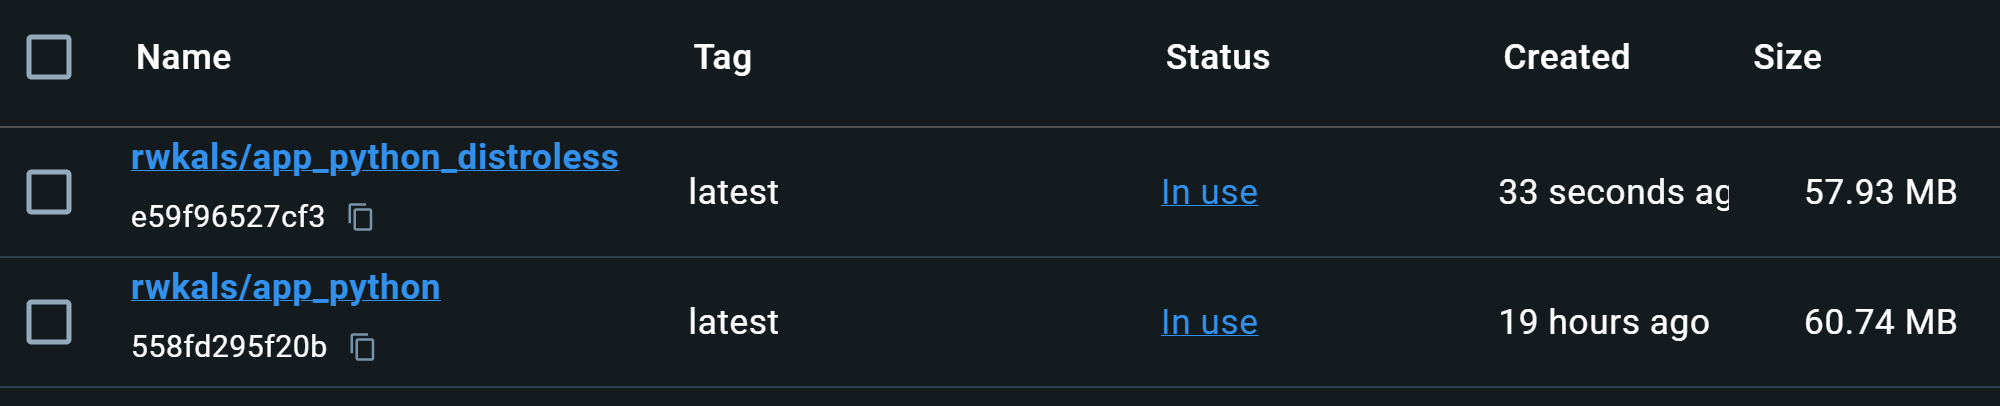 Name Tag Status Created Size
rwkals/app_python_distroless
e59f96527cf3 latest In use 33 seconds ag 57.93 MB
rwkals/app_python
558fd295f20b latest In use 19 hours ago 60.74 MB